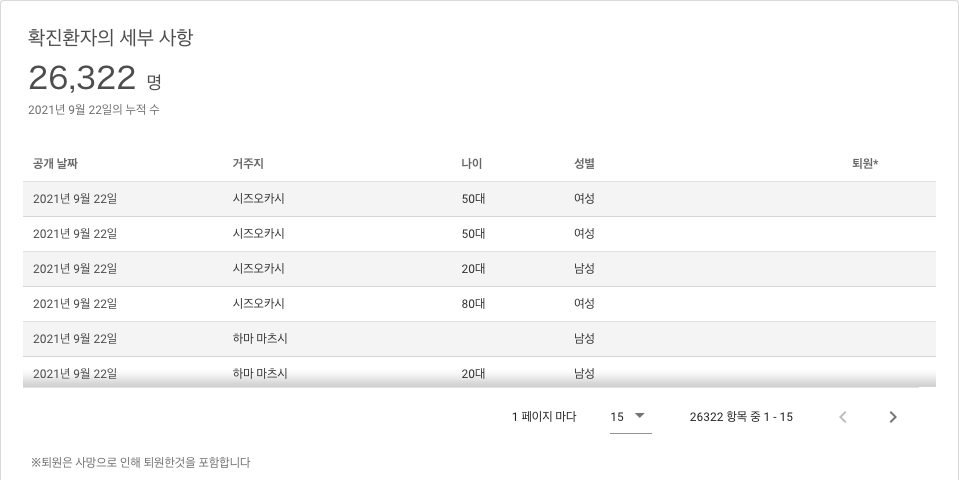 확진환자의 세부 사항
26,322 명
2021년 9월 22일의 누적 수
공개 날짜 거주지 나이 성별 퇴원*
2021년 9월 22일 시즈오카시 50대 여성
2021년 9월 22일 시즈오카시 50대 여성
2021년 9월 22일 시즈오카시 20대 남성
2021년 9월 22일 시즈오카시 80대 여성
2021년 9월 22일 하마 마츠시 남성
2021년 9월 22일 하마 마츠시 20대 남성
1 페이지 마다 15 26322 항목 중 1 - 15
※퇴원은 사망으로 인해 퇴원한것을 포함합니다